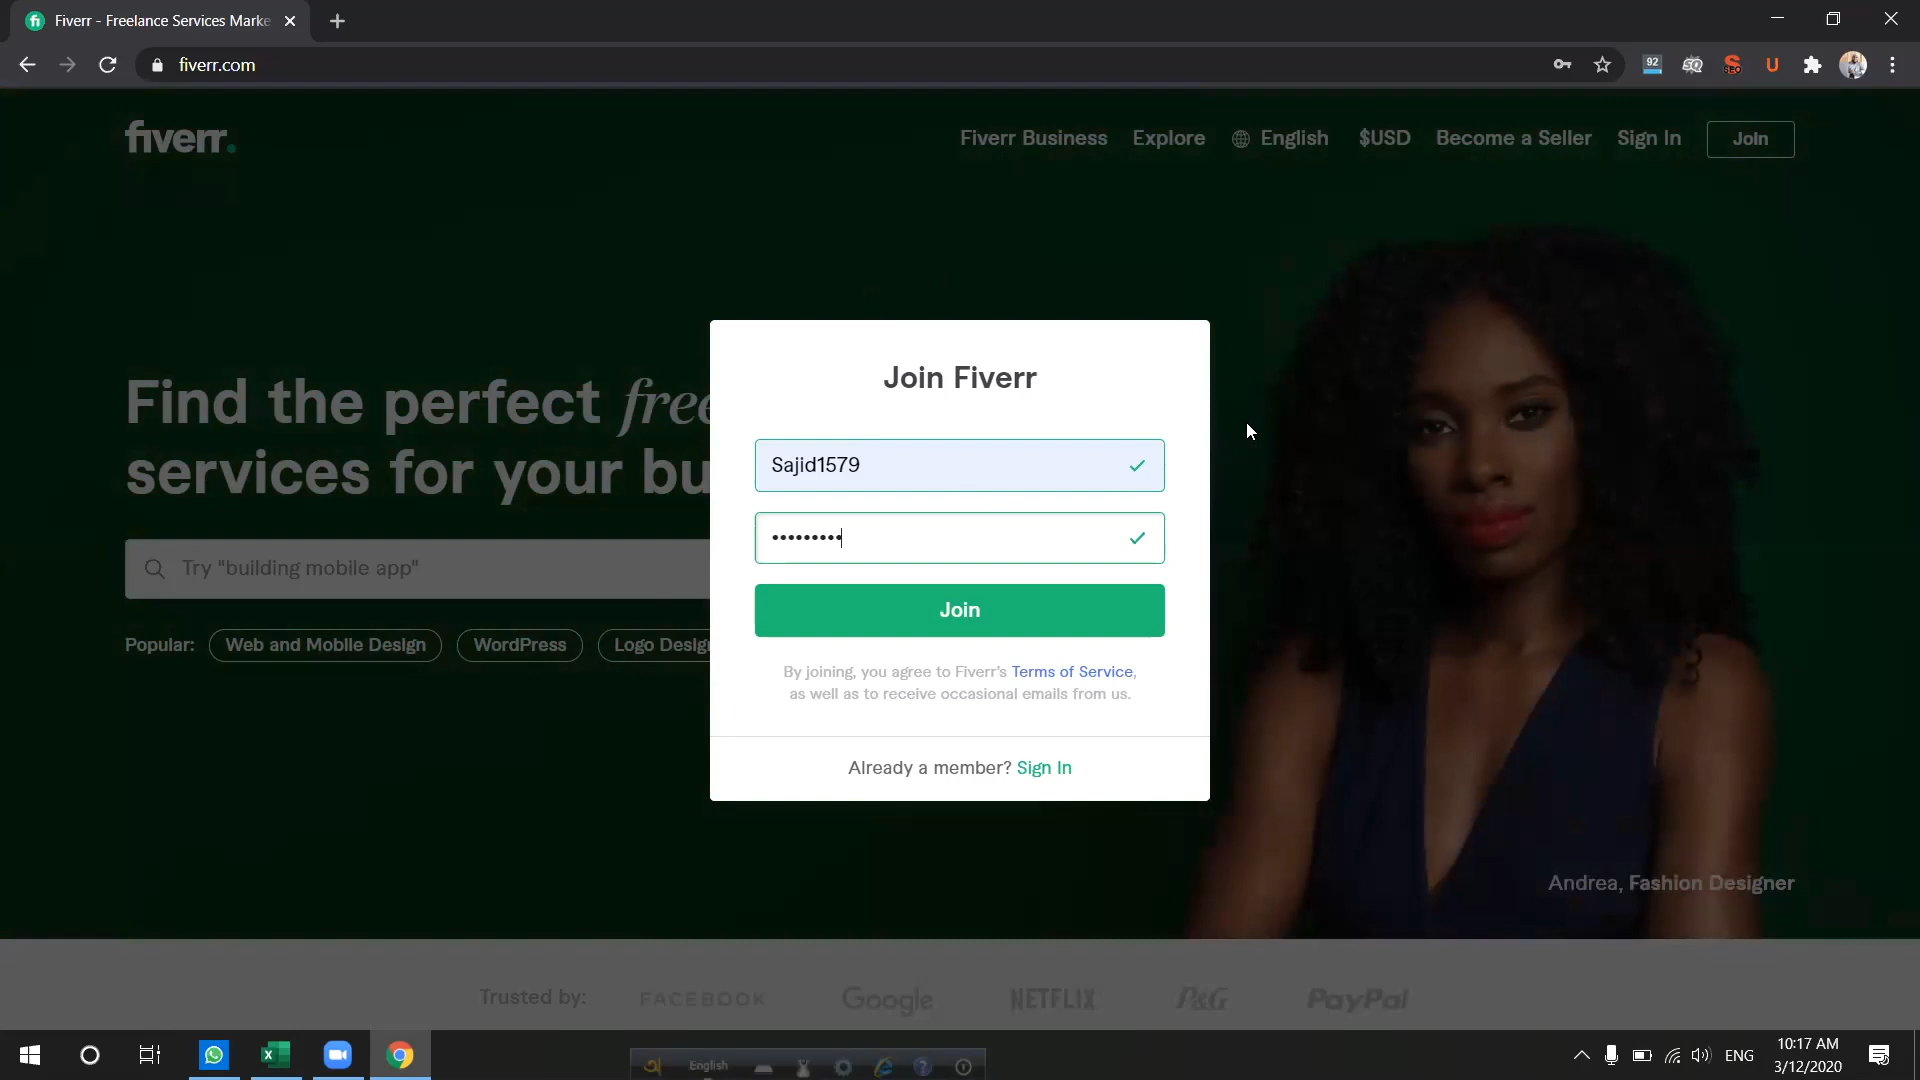 Fiverr - Freelance Services Marke
fiverr.com
92
SEO
U
fiverr.
Fiverr Business
Explore
English
$USD
Become a Seller
Sign In
Join
Find the perfect free
services for your bu
Try "building mobile app"
Popular:
Web and Mobile Design
WordPress
Logo Desig
Join Fiverr
Sajid1579
•••••••••
Join
By joining, you agree to Fiverr's Terms of Service,
as well as to receive occasional emails from us.
Already a member? Sign In
Andrea, Fashion Designer
Trusted by:
FACEBOOK
Google
NETFLIX
P&G
PayPal
English
ENG
10:17 AM
3/12/2020